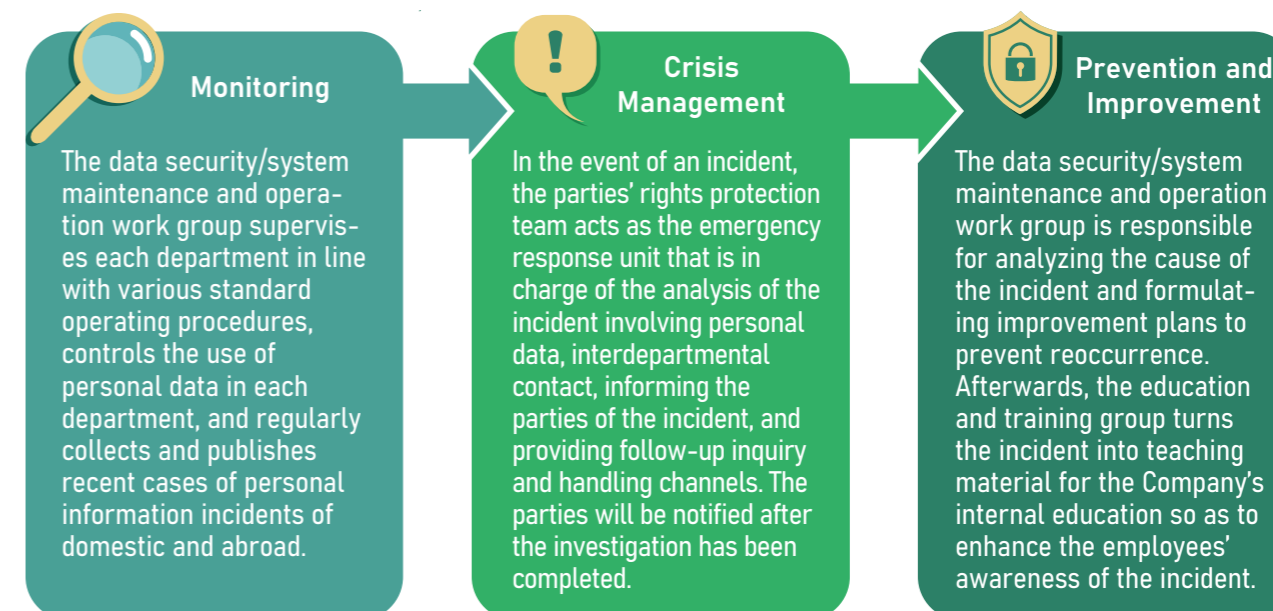 Monitoring
The data security/system
maintenance and opera-
tion work group supervis-
es each department in line
with various standard
operating procedures,
controls the use of
personal data in each
department, and regularly
collects and publishes
recent cases of personal
information incidents of
domestic and abroad.
Crisis
Management
In the event of an incident,
the parties’ rights protection
team acts as the emergency
response unit that is in
charge of the analysis of the
incident involving personal
data, interdepartmental
contact, informing the
parties of the incident, and
providing follow-up inquiry
and handling channels. The
parties will be notified after
the investigation has been
completed.
Prevention and
Improvement
The data security/system
maintenance and operation
work group is responsible
for analyzing the cause of
the incident and formulat-
ing improvement plans to
prevent reoccurrence.
Afterwards, the education
and training group turns
the incident into teaching
material for the Company’s
internal education so as to
enhance the employees’
awareness of the incident.